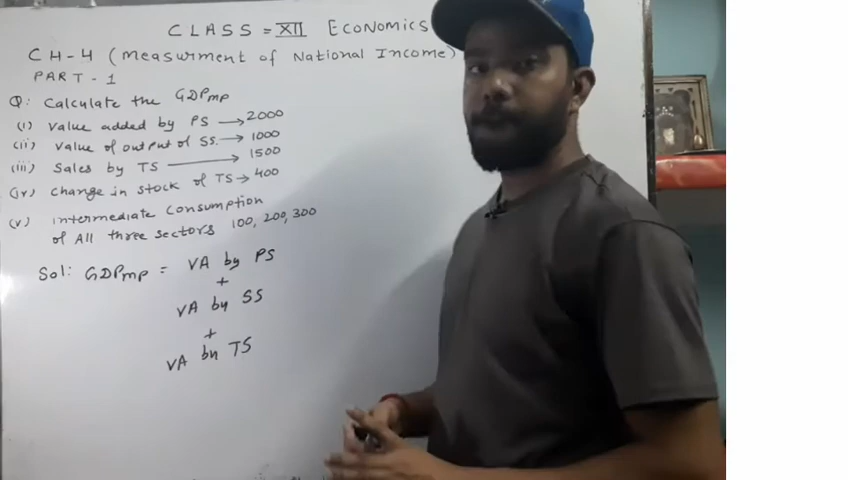 CLASS = XII Economics
CH-4 (measurment of National Income)
PART - 1
Q: Calculate the GDPmp
(i) value added by PS → 2000
(ii) value of output of SS. → 1000
(iii) Sales by TS → 1500
(iv) change in stock of TS → 400
(v) intermediate consumption
of All three sectors 100, 200, 300
Sol: GDPmp = VA by PS
+
VA by SS
+
VA by TS